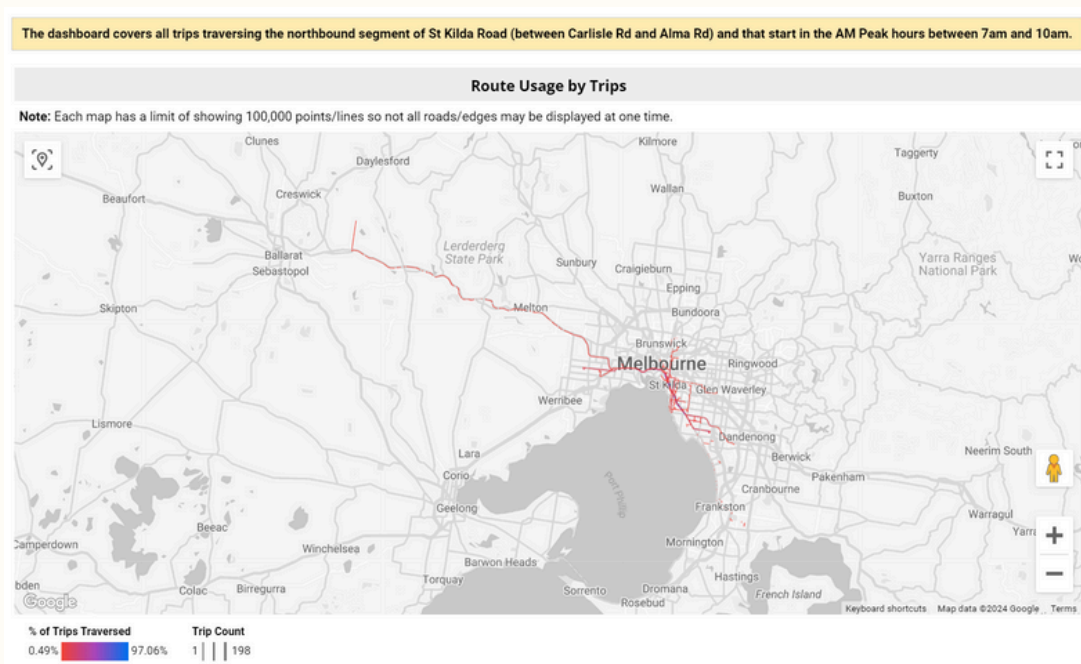 The dashboard covers all trips traversing the northbound segment of St Kilda Road (between Carlisle Rd and Alma Rd) and that start in the AM Peak hours between 7am and 10am.
Route Usage by Trips
Note: Each map has a limit of showing 100,000 points/lines so not all roads/edges may be displayed at one time.
Clunes
Kilmore
Daylesford
Taggerty
Beaufort
Creswick
Wallan
Buxton
Lerderderg
State Park
Ballarat
Sebastopol
Sunbury
Craigieburn
Yarra Ranges
National Park
Wo
Epping
Skipton
Melton
Bundoora
Brunswick
Melbourne
Ringwood
St Kilda
Glen Waverley
Werribee
Lismore
Dandenong
Lara
Berwick
Neerim South
Corio
Pakenham
Port Phillip
Cranbourne
Geelong
Frankston
Warragul
Beeac
Yarra
Camperdown
Winchelsea
Mornington
Barwon Heads
bden
Torquay
Hastings
Colac
Birregurra
Sorrento
Dromana
French Island
Rosebud
Google
Keyboard shortcuts
Map data ©2024 Google
Terms
% of Trips Traversed
Trip Count
0.49%
97.06%
1
198